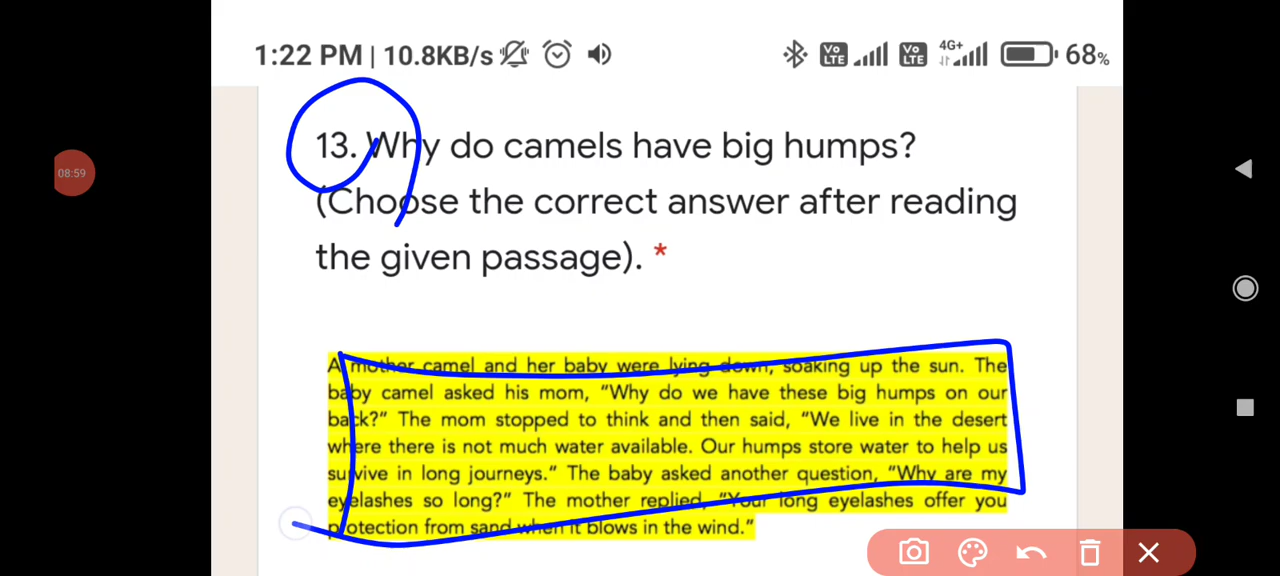 1:22 PM | 10.8KB/s Vo LTE Vo LTE 4G+ 68%
08:59
13. Why do camels have big humps?
(Choose the correct answer after reading
the given passage). *
A mother camel and her baby were lying down, soaking up the sun. The
baby camel asked his mom, "Why do we have these big humps on our
back?" The mom stopped to think and then said, "We live in the desert
where there is not much water available. Our humps store water to help us
survive in long journeys." The baby asked another question, "Why are my
eyelashes so long?" The mother replied, "Your long eyelashes offer you
protection from sand when it blows in the wind."